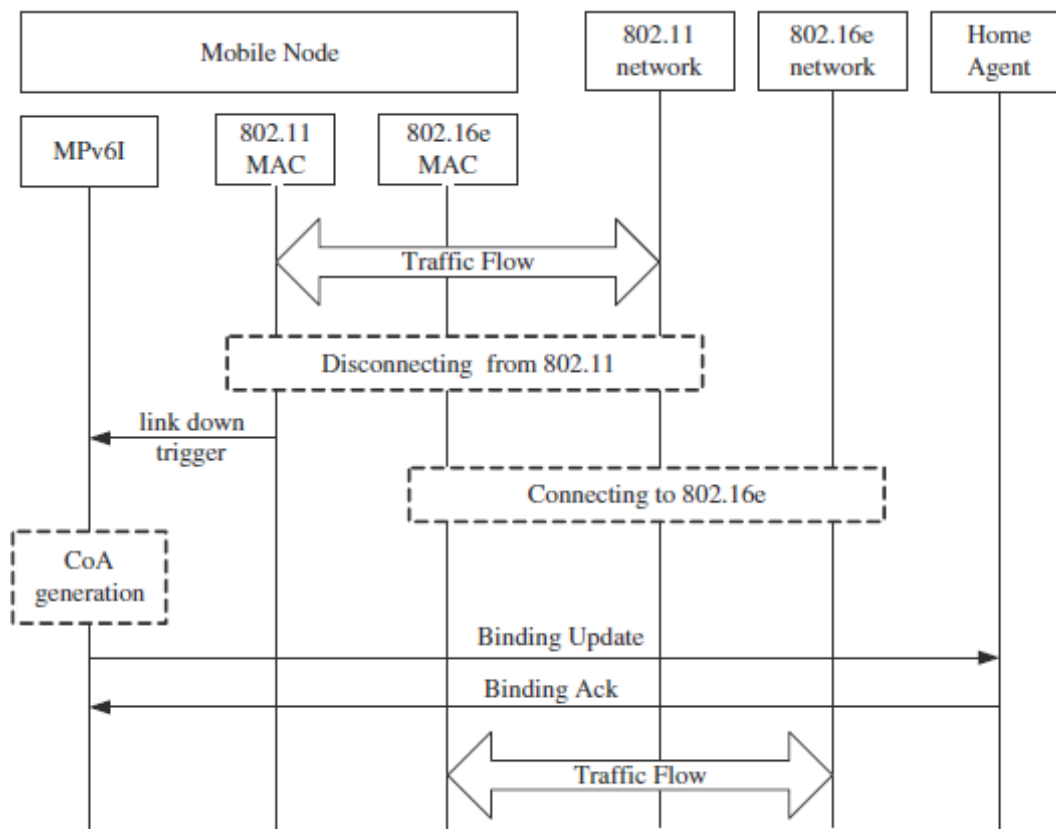 Mobile Node
802.11
network
802.16e
network
Home
Agent
MPv6I
802.11
MAC
802.16e
MAC
Traffic Flow
Disconnecting from 802.11
link down
trigger
Connecting to 802.16e
CoA
generation
Binding Update
Binding Ack
Traffic Flow